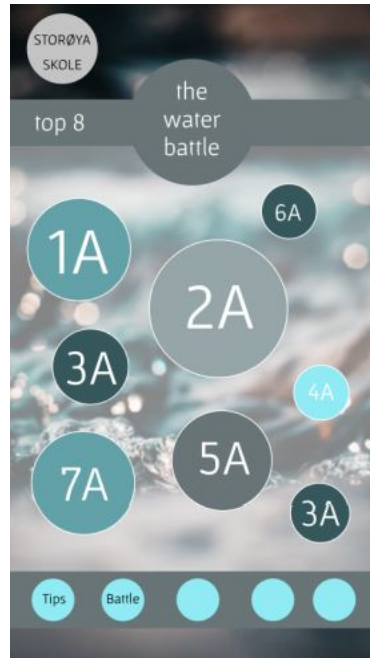 STORØYA
SKOLE
the
water
battle
top 8
6A
1A
2A
3A
4A
5A
7A
3A
Tips
Battle